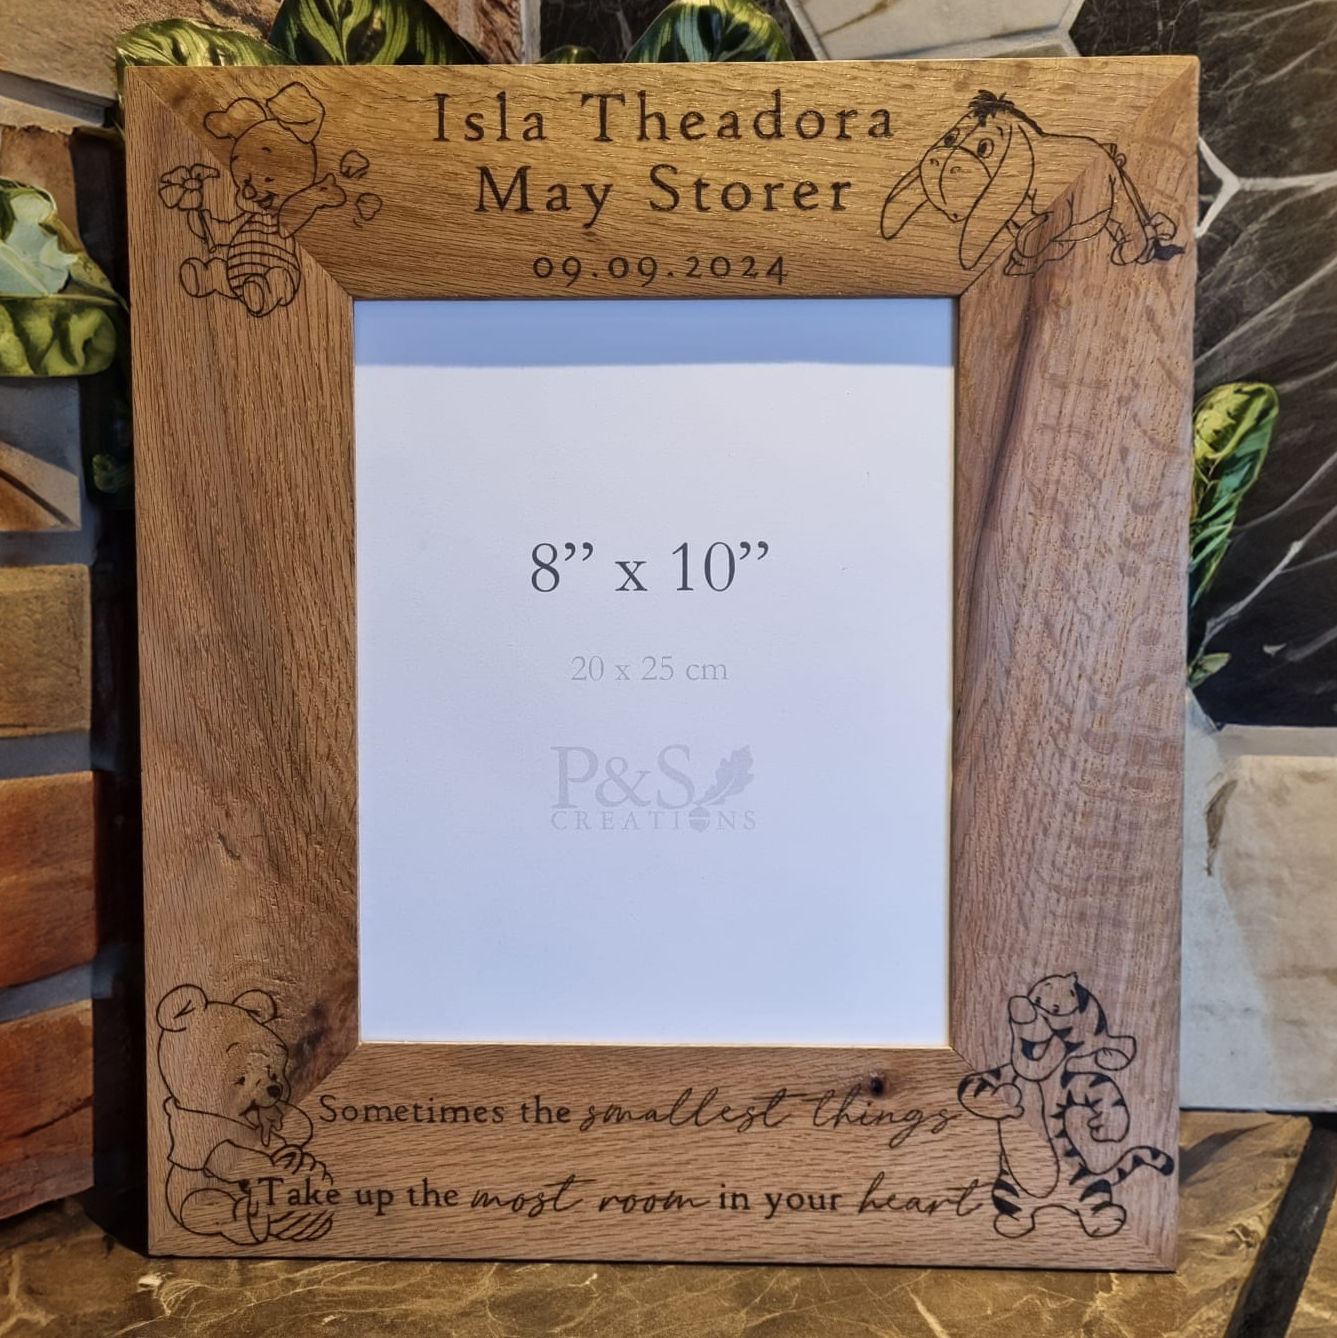 Isla Theadora
May Storer
09.09.2024
8” x 10”
20 x 25 cm
P&S
CREATIONS
Sometimes the smallest things
Take up the most room in your heart